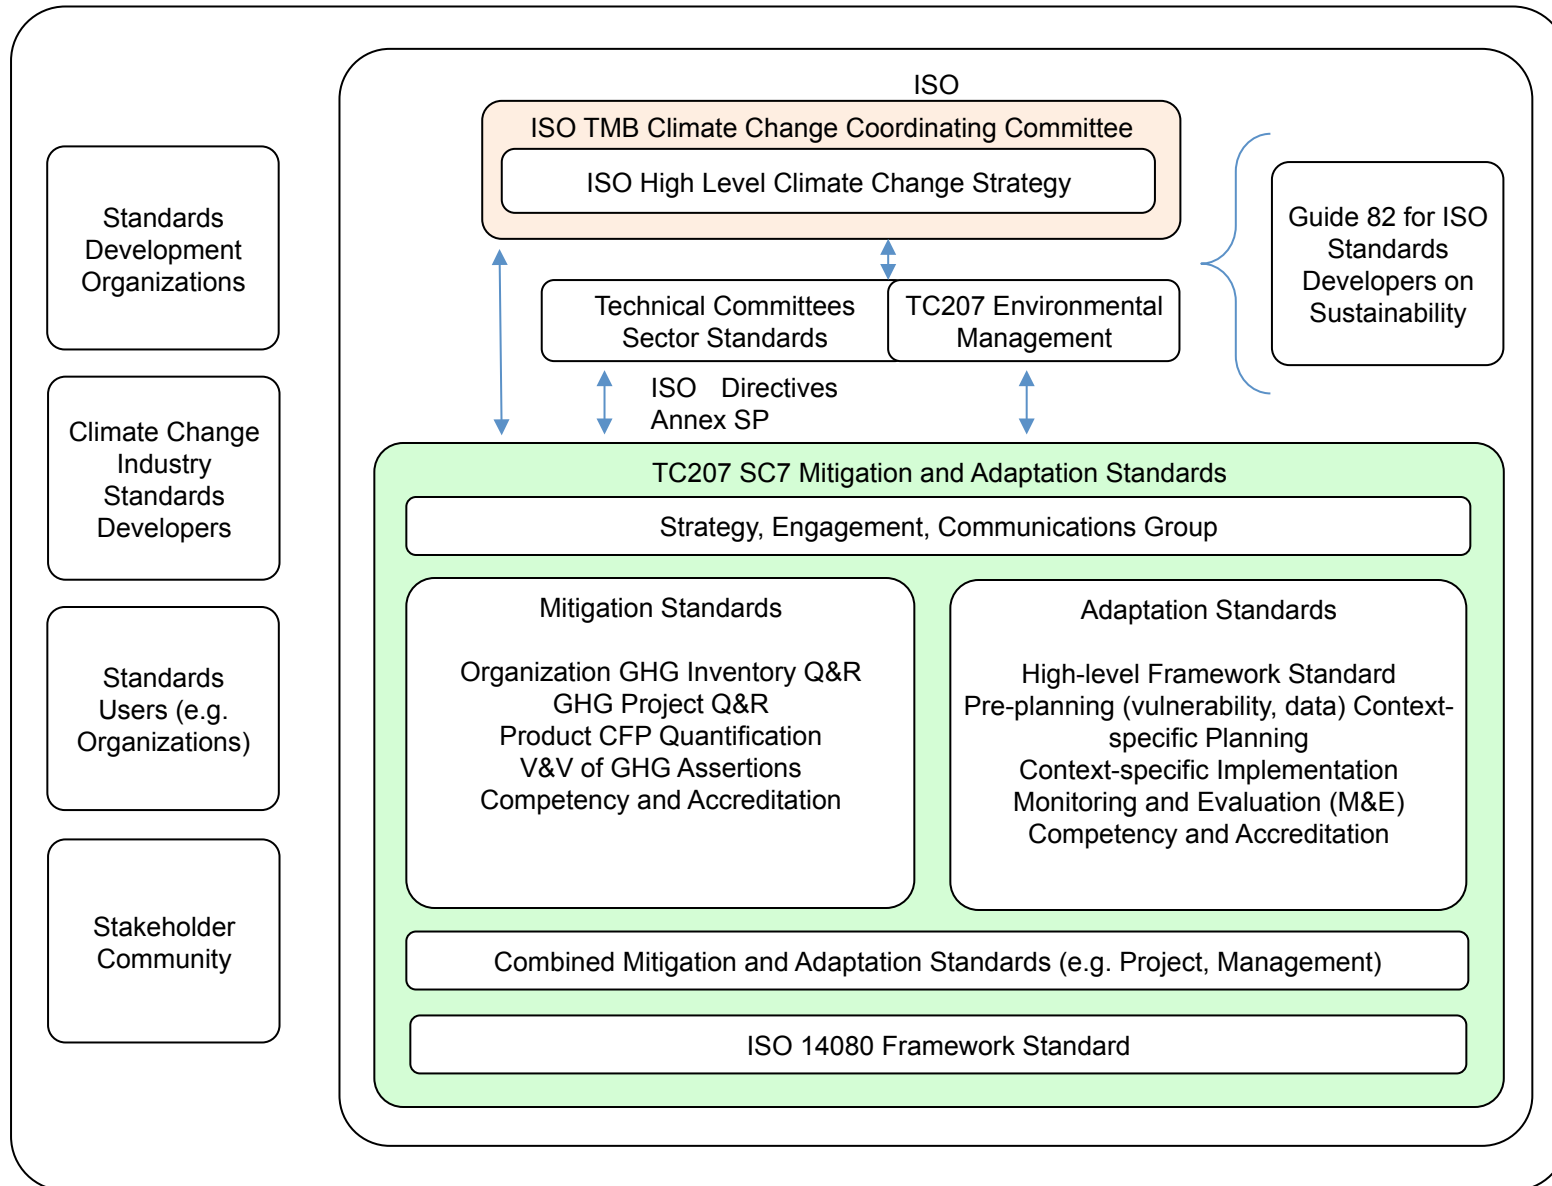 ISO
ISO TMB Climate Change Coordinating Committee
ISO High Level Climate Change Strategy
Standards
Development
Organizations
Guide 82 for ISO
Standards
Developers on
Sustainability
Technical Committees
Sector Standards
TC207 Environmental
Management
ISO Directives
Annex SP
Climate Change
Industry
Standards
Developers
TC207 SC7 Mitigation and Adaptation Standards
Strategy, Engagement, Communications Group
Standards
Users (e.g.
Organizations)
Mitigation Standards
Organization GHG Inventory Q&R
GHG Project Q&R
Product CFP Quantification
V&V of GHG Assertions
Competency and Accreditation
Adaptation Standards
High-level Framework Standard
Pre-planning (vulnerability, data) Context-
specific Planning
Context-specific Implementation
Monitoring and Evaluation (M&E)
Competency and Accreditation
Stakeholder
Community
Combined Mitigation and Adaptation Standards (e.g. Project, Management)
ISO 14080 Framework Standard